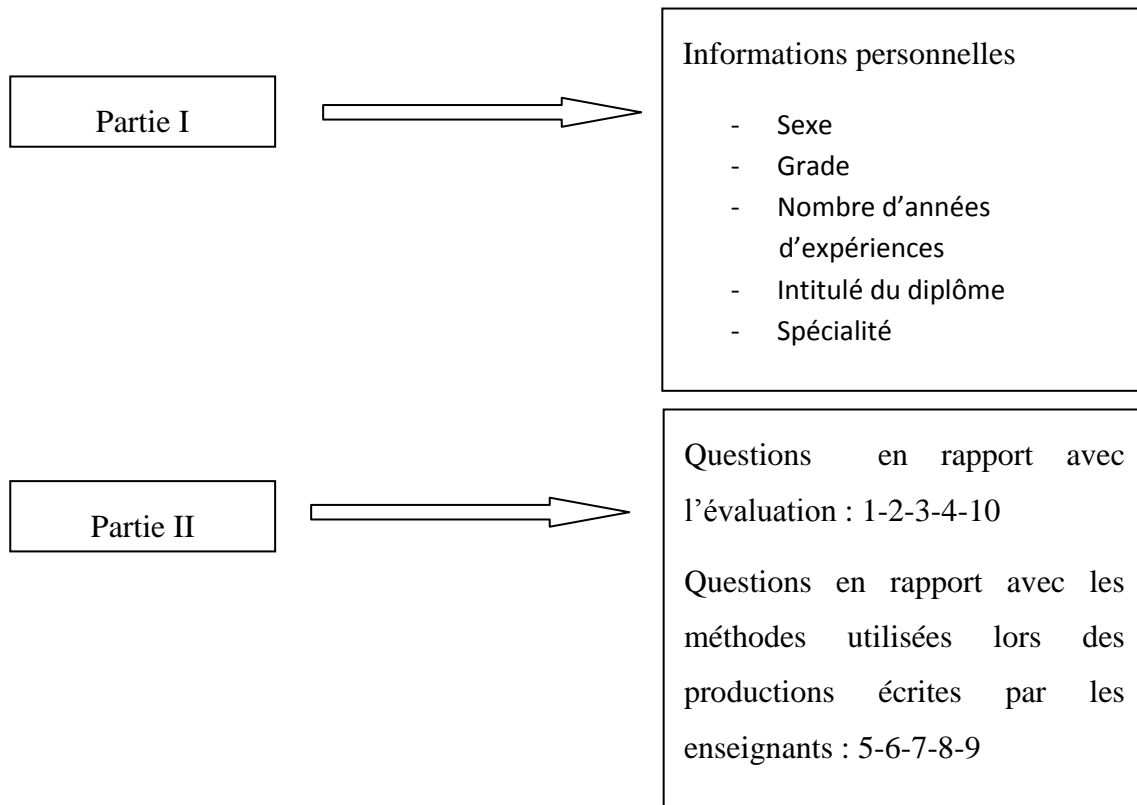 Partie I
Informations personnelles
- Sexe
- Grade
- Nombre d’années
d’expériences
- Intitulé du diplôme
- Spécialité
Partie II
Questions en rapport avec
l’évaluation : 1-2-3-4-10
Questions en rapport avec les
méthodes utilisées lors des
productions écrites par les
enseignants : 5-6-7-8-9